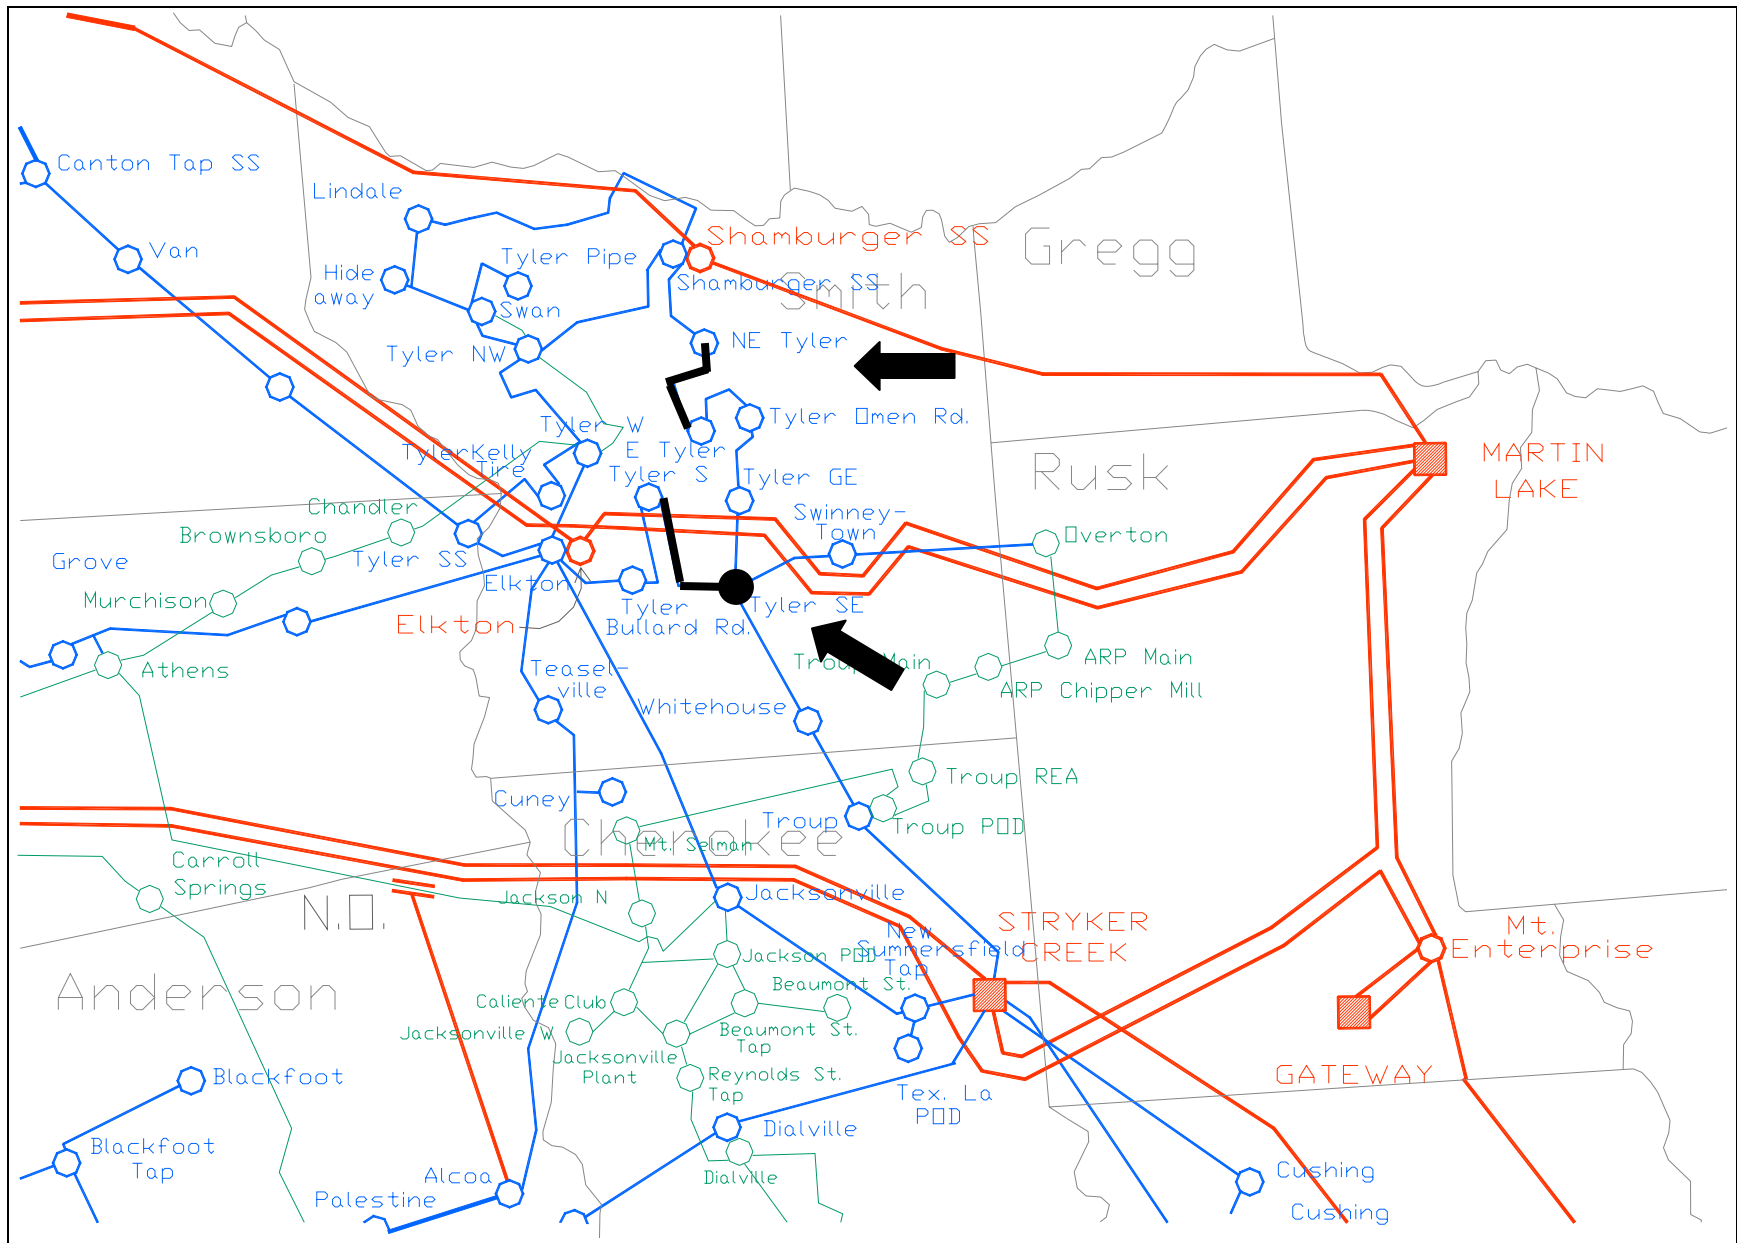 Canton Tap SS
Lindale
Van
Shamburger SS
Gregg
Tyler Pipe
Hide
away
Shamburger SS
Smith
Swan
NE Tyler
Tyler NW
Tyler Omen Rd.
Tyler W
E Tyler
TylerKelly
Tire
Tyler S
Tyler GE
Rusk
MARTIN
LAKE
Chandler
Swinney-
Town
Brownsboro
Overton
Grove
Tyler SS
Elkton
Murchison
Tyler
Bullard Rd.
Tyler SE
Elkton
Athens
Teasel-
ville
Troup Main
ARP Main
ARP Chipper Mill
Whitehouse
Troup REA
Cuney
Troup
Troup POD
Cherokee
Mt. Selman
Carroll
Springs
Jackson N
Jacksonville
N.O.
New
Summersfield
Tap
STRYKER
CREEK
Mt.
Enterprise
Jackson POD
Anderson
Beaumont St.
Caliente Club
Jacksonville W
Beaumont St.
Tap
Jacksonville
Plant
Reynolds St.
Tap
Blackfoot
GATEWAY
Tex. La
POD
Dialville
Blackfoot
Tap
Alcoa
Dialville
Cushing
Palestine
Cushing